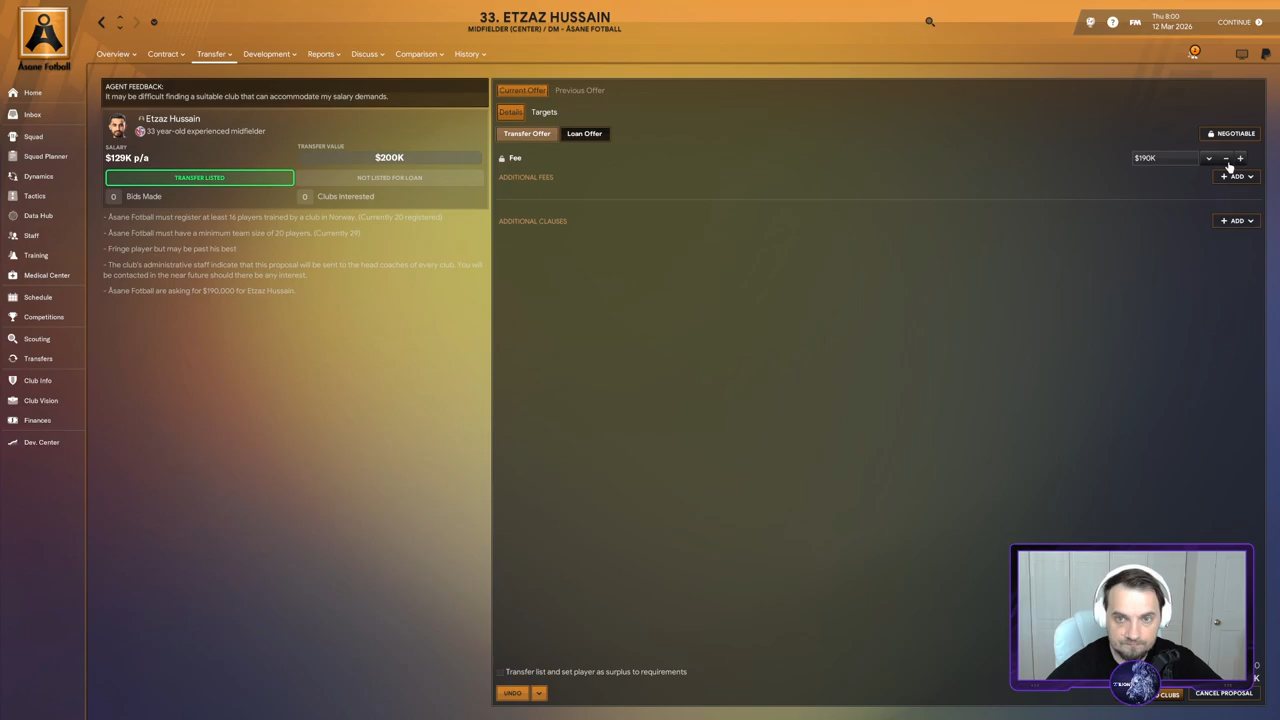 33. ETZAZ HUSSAIN
MIDFIELDER (CENTER) / DM - ÅSANE FOTBALL
FM
Thu 8:00
12 Mar 2026
CONTINUE
Åsane Fotball
Overview
Contract
Transfer
Development
Reports
Discuss
Comparison
History
Home
Inbox
Squad
Squad Planner
Dynamics
Tactics
Data Hub
Staff
Training
Medical Center
Schedule
Competitions
Scouting
Transfers
Club Info
Club Vision
Finances
Dev. Center
AGENT FEEDBACK:
It may be difficult finding a suitable club that can accommodate my salary demands.
Etzaz Hussain
33 year-old experienced midfielder
SALARY
$129K p/a
TRANSFER VALUE
$200K
TRANSFER LISTED
NOT LISTED FOR LOAN
0 Bids Made
0 Clubs Interested
- Åsane Fotball must register at least 16 players trained by a club in Norway. (Currently 20 registered)
- Åsane Fotball must have a minimum team size of 20 players. (Currently 29)
- Fringe player but may be past his best
- The club's administrative staff indicate that this proposal will be sent to the head coaches of every club. You will
be contacted in the near future should there be any interest.
- Åsane Fotball are asking for $190,000 for Etzaz Hussain.
Current Offer
Previous Offer
Details
Targets
Transfer Offer
Loan Offer
NEGOTIABLE
Fee
$190K
ADDITIONAL FEES
ADD
ADDITIONAL CLAUSES
ADD
Transfer list and set player as surplus to requirements
UNDO
CLUBS
CANCEL PROPOSAL